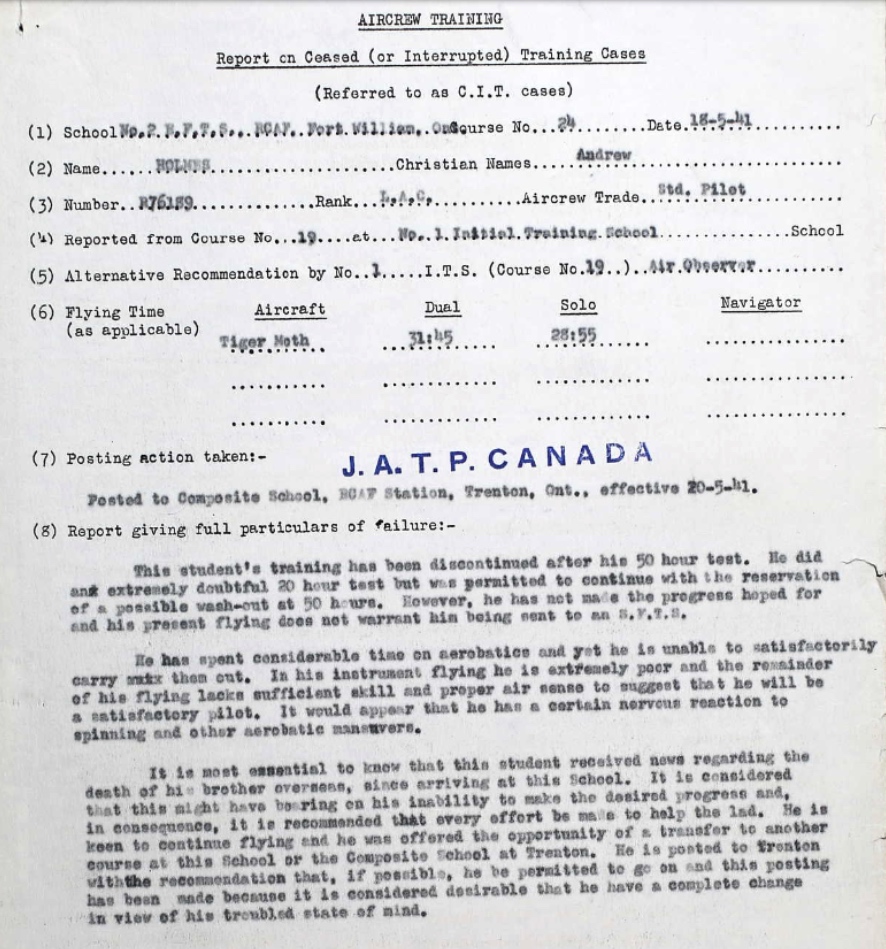 AIRCREW TRAINING
Report on Ceased (or Interrupted) Training Cases
(Referred to as C.I.T. cases)
(1) School No.2 E.F.T.S., RCAF. Fort William, Ont. Course No...24........Date.18-5-41
(2) Name......HOLMES....................Christian Names.....Andrew
(3) Number..R76189.............Rank...L.A.C...........Aircrew Trade..Std. Pilot
(4) Reported from Course No...19....at...No. 1 Initial Training School................School
(5) Alternative Recommendation by No..1.....I.T.S. (Course No.19..)..Air Observer
(6) Flying Time (as applicable) Aircraft Dual Solo Navigator
Tiger Moth 31:45 28:55
(7) Posting action taken:-
J.A.T.P. CANADA
Posted to Composite School, RCAF Station, Trenton, Ont., effective 20-5-41.
(8) Report giving full particulars of failure:-
This student's training has been discontinued after his 50 hour test. He did
anx extremely doubtful 20 hour test but was permitted to continue with the reservation
of a possible wash-out at 50 hours. However, he has not made the progress hoped for
and his present flying does not warrant him being sent to an S.F.T.S.
He has spent considerable time on aerobatics and yet he is unable to satisfactorily
carry them out. In his instrument flying he is extremely poor and the remainder
of his flying lacks sufficient skill and proper air sense to suggest that he will be
a satisfactory pilot. It would appear that he has a certain nervous reaction to
spinning and other aerobatic maneuvers.
It is most essential to know that this student received news regarding the
death of his brother overseas, since arriving at this School. It is considered
that this might have bearing on his inability to make the desired progress and,
in consequence, it is recommended that every effort be made to help the lad. He is
keen to continue flying and he was offered the opportunity of a transfer to another
course at this School or the Composite School at Trenton. He is posted to Trenton
withthe recommendation that, if possible, he be permitted to go on and this posting
has been made because it is considered desirable that he have a complete change
in view of his troubled state of mind.